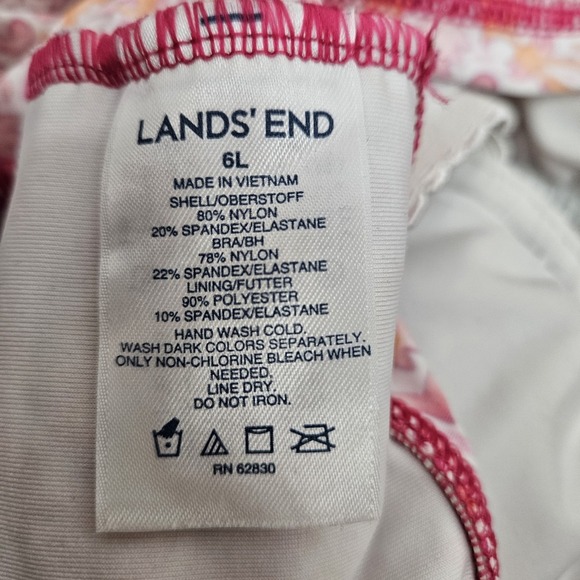 LANDS' END
6L
MADE IN VIETNAM
SHELL/OBERSTOFF
80% NYLON
20% SPANDEX/ELASTANE
BRA/BH
78% NYLON
22% SPANDEX/ELASTANE
LINING/FUTTER
90% POLYESTER
10% SPANDEX/ELASTANE
HAND WASH COLD.
WASH DARK COLORS SEPARATELY.
ONLY NON-CHLORINE BLEACH WHEN
NEEDED.
LINE DRY.
DO NOT IRON.
RN 62830